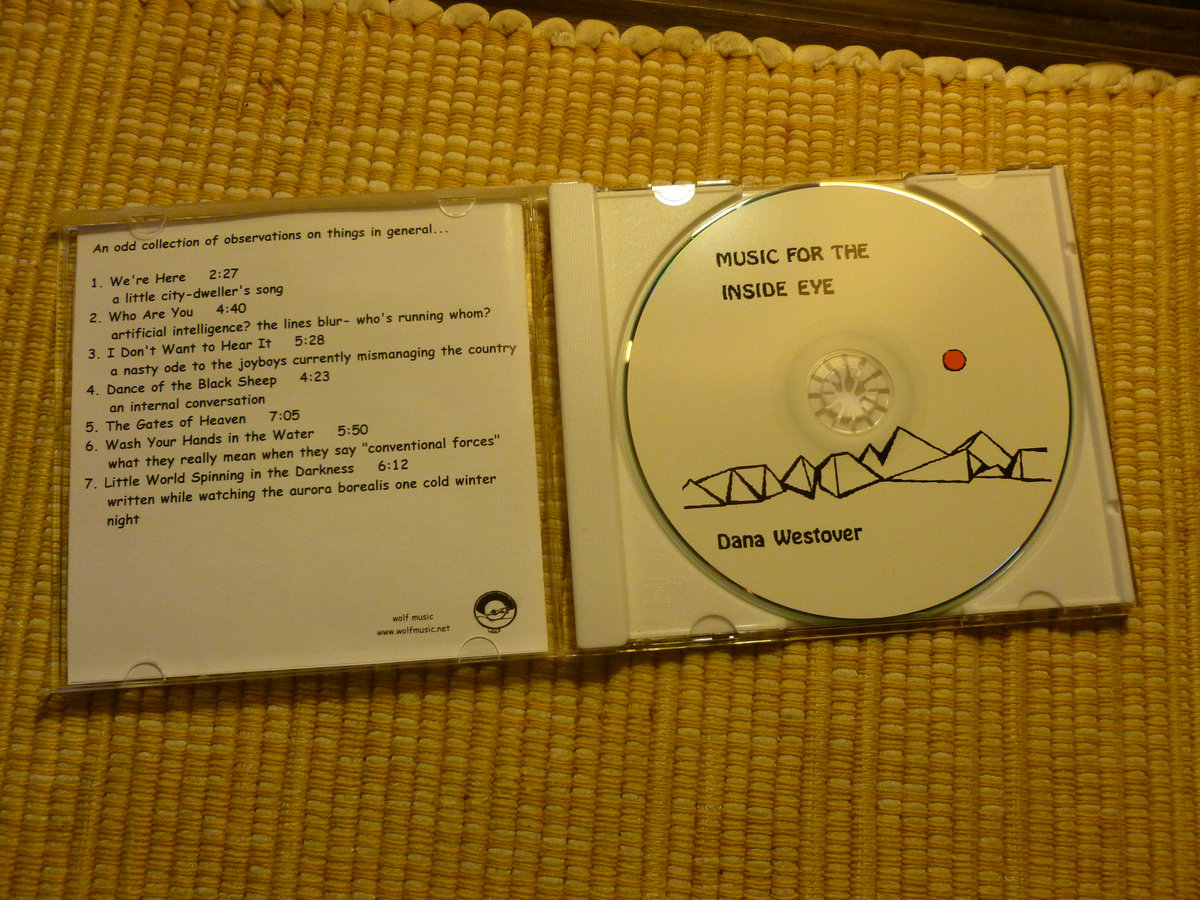 An odd collection of observations on things in general...
1. We're Here 2:27
a little city-dweller's song
2. Who Are You 4:40
artificial intelligence? the lines blur- who's running whom?
3. I Don't Want to Hear It 5:28
a nasty ode to the joyboys currently mismanaging the country
4. Dance of the Black Sheep 4:23
an internal conversation
5. The Gates of Heaven 7:05
6. Wash Your Hands in the Water 5:50
what they really mean when they say "conventional forces"
7. Little World Spinning in the Darkness 6:12
written while watching the aurora borealis one cold winter
night
wolf music
www.wolfmusic.net
MUSIC FOR THE
INSIDE EYE
Dana Westover